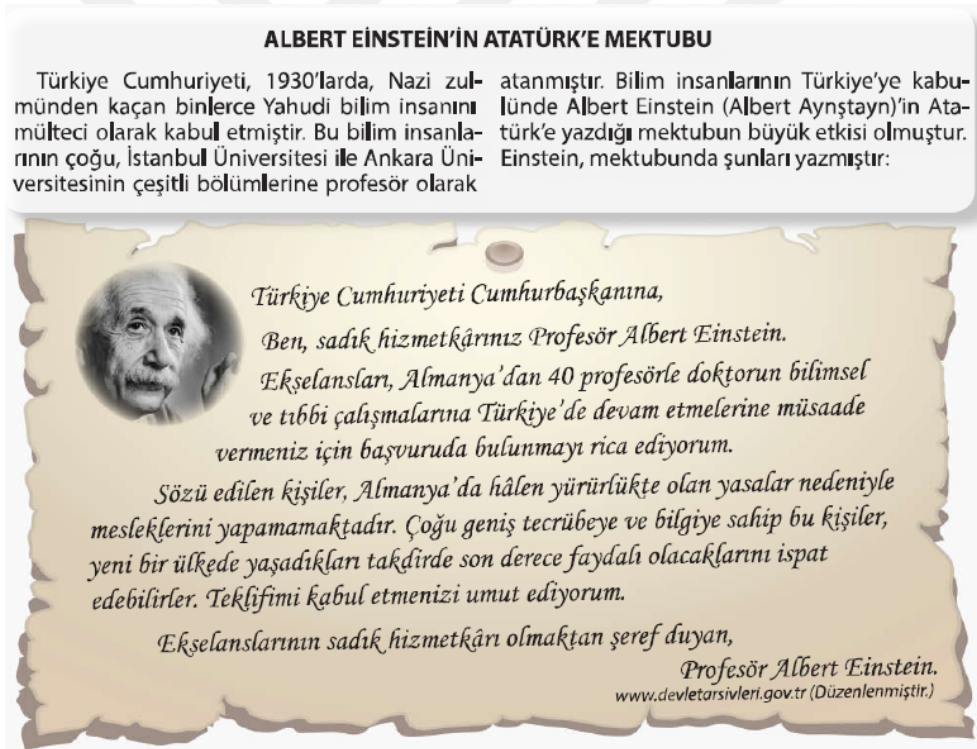 ALBERT EİNSTEİN’İN ATATÜRK’E MEKTUBU
Türkiye Cumhuriyeti, 1930’larda, Nazi zul-
münden kaçan binlerce Yahudi bilim insanını
mülteci olarak kabul etmiştir. Bu bilim insanla-
rının çoğu, İstanbul Üniversitesi ile Ankara Üni-
versitesinin çeşitli bölümlerine profesör olarak
atanmıştır. Bilim insanlarının Türkiye’ye kabu-
lünde Albert Einstein (Albert Aynştayn)’in Ata-
türk’e yazdığı mektubun büyük etkisi olmuştur.
Einstein, mektubunda şunları yazmıştır:
Türkiye Cumhuriyeti Cumhurbaşkanına,
Ben, sadık hizmetkârınız Profesör Albert Einstein.
Ekselansları, Almanya’dan 40 profesörle doktorun bilimsel
ve tıbbi çalışmalarına Türkiye’de devam etmelerine müsaade
vermeniz için başvuruda bulunmayı rica ediyorum.
Sözü edilen kişiler, Almanya’da hâlen yürürlükte olan yasalar nedeniyle
mesleklerini yapamamaktadır. Çoğu geniş tecrübeye ve bilgiye sahip bu kişiler,
yeni bir ülkede yaşadıkları takdirde son derece faydalı olacaklarını ispat
edebilirler. Teklifimi kabul etmenizi umut ediyorum.
Ekselanslarının sadık hizmetkârı olmaktan şeref duyan,
Profesör Albert Einstein.
www.devletarsivleri.gov.tr (Düzenlenmiştir.)